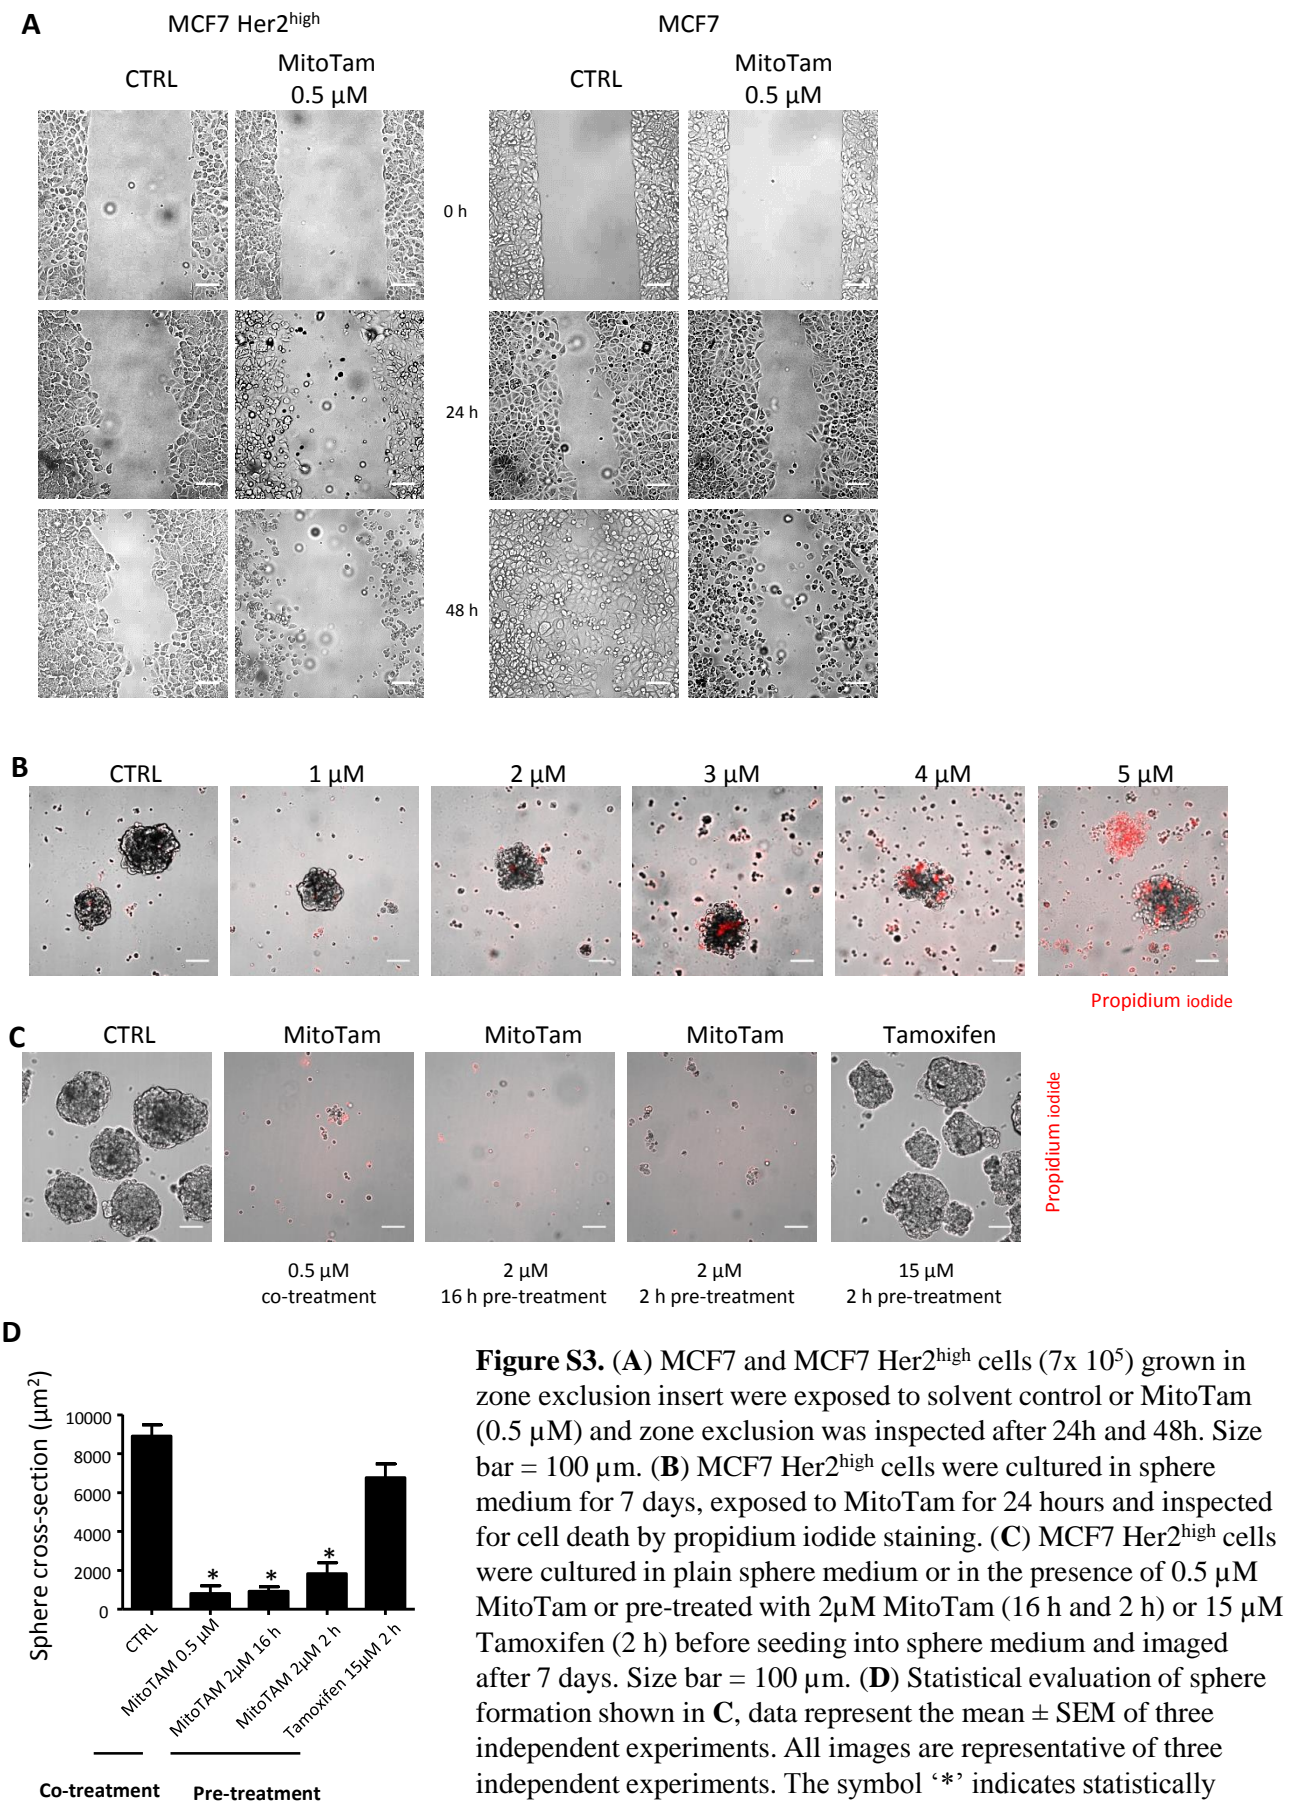 A
MCF7 Her2high
MCF7
CTRL
MitoTam
0.5 µM
CTRL
MitoTam
0.5 µM
0 h
24 h
48 h
B
CTRL
1 µM
2 µM
3 µM
4 µM
5 µM
Propidium iodide
C
CTRL
MitoTam
MitoTam
MitoTam
Tamoxifen
Propidium iodide
0.5 µM
co-treatment
2 µM
16 h pre-treatment
2 µM
2 h pre-treatment
15 µM
2 h pre-treatment
D
Sphere cross-section (µm2)
10000
8000
6000
4000
2000
0
*
*
*
CTRL
MitoTAM 0.5 µM
MitoTAM 2µM 16 h
MitoTAM 2µM 2 h
Tamoxifen 15µM 2 h
Co-treatment
Pre-treatment
Figure S3. (A) MCF7 and MCF7 Her2high cells (7x 105) grown in
zone exclusion insert were exposed to solvent control or MitoTam
(0.5 µM) and zone exclusion was inspected after 24h and 48h. Size
bar = 100 µm. (B) MCF7 Her2high cells were cultured in sphere
medium for 7 days, exposed to MitoTam for 24 hours and inspected
for cell death by propidium iodide staining. (C) MCF7 Her2high cells
were cultured in plain sphere medium or in the presence of 0.5 µM
MitoTam or pre-treated with 2µM MitoTam (16 h and 2 h) or 15 µM
Tamoxifen (2 h) before seeding into sphere medium and imaged
after 7 days. Size bar = 100 µm. (D) Statistical evaluation of sphere
formation shown in C, data represent the mean ± SEM of three
independent experiments. All images are representative of three
independent experiments. The symbol ‘*’ indicates statistically